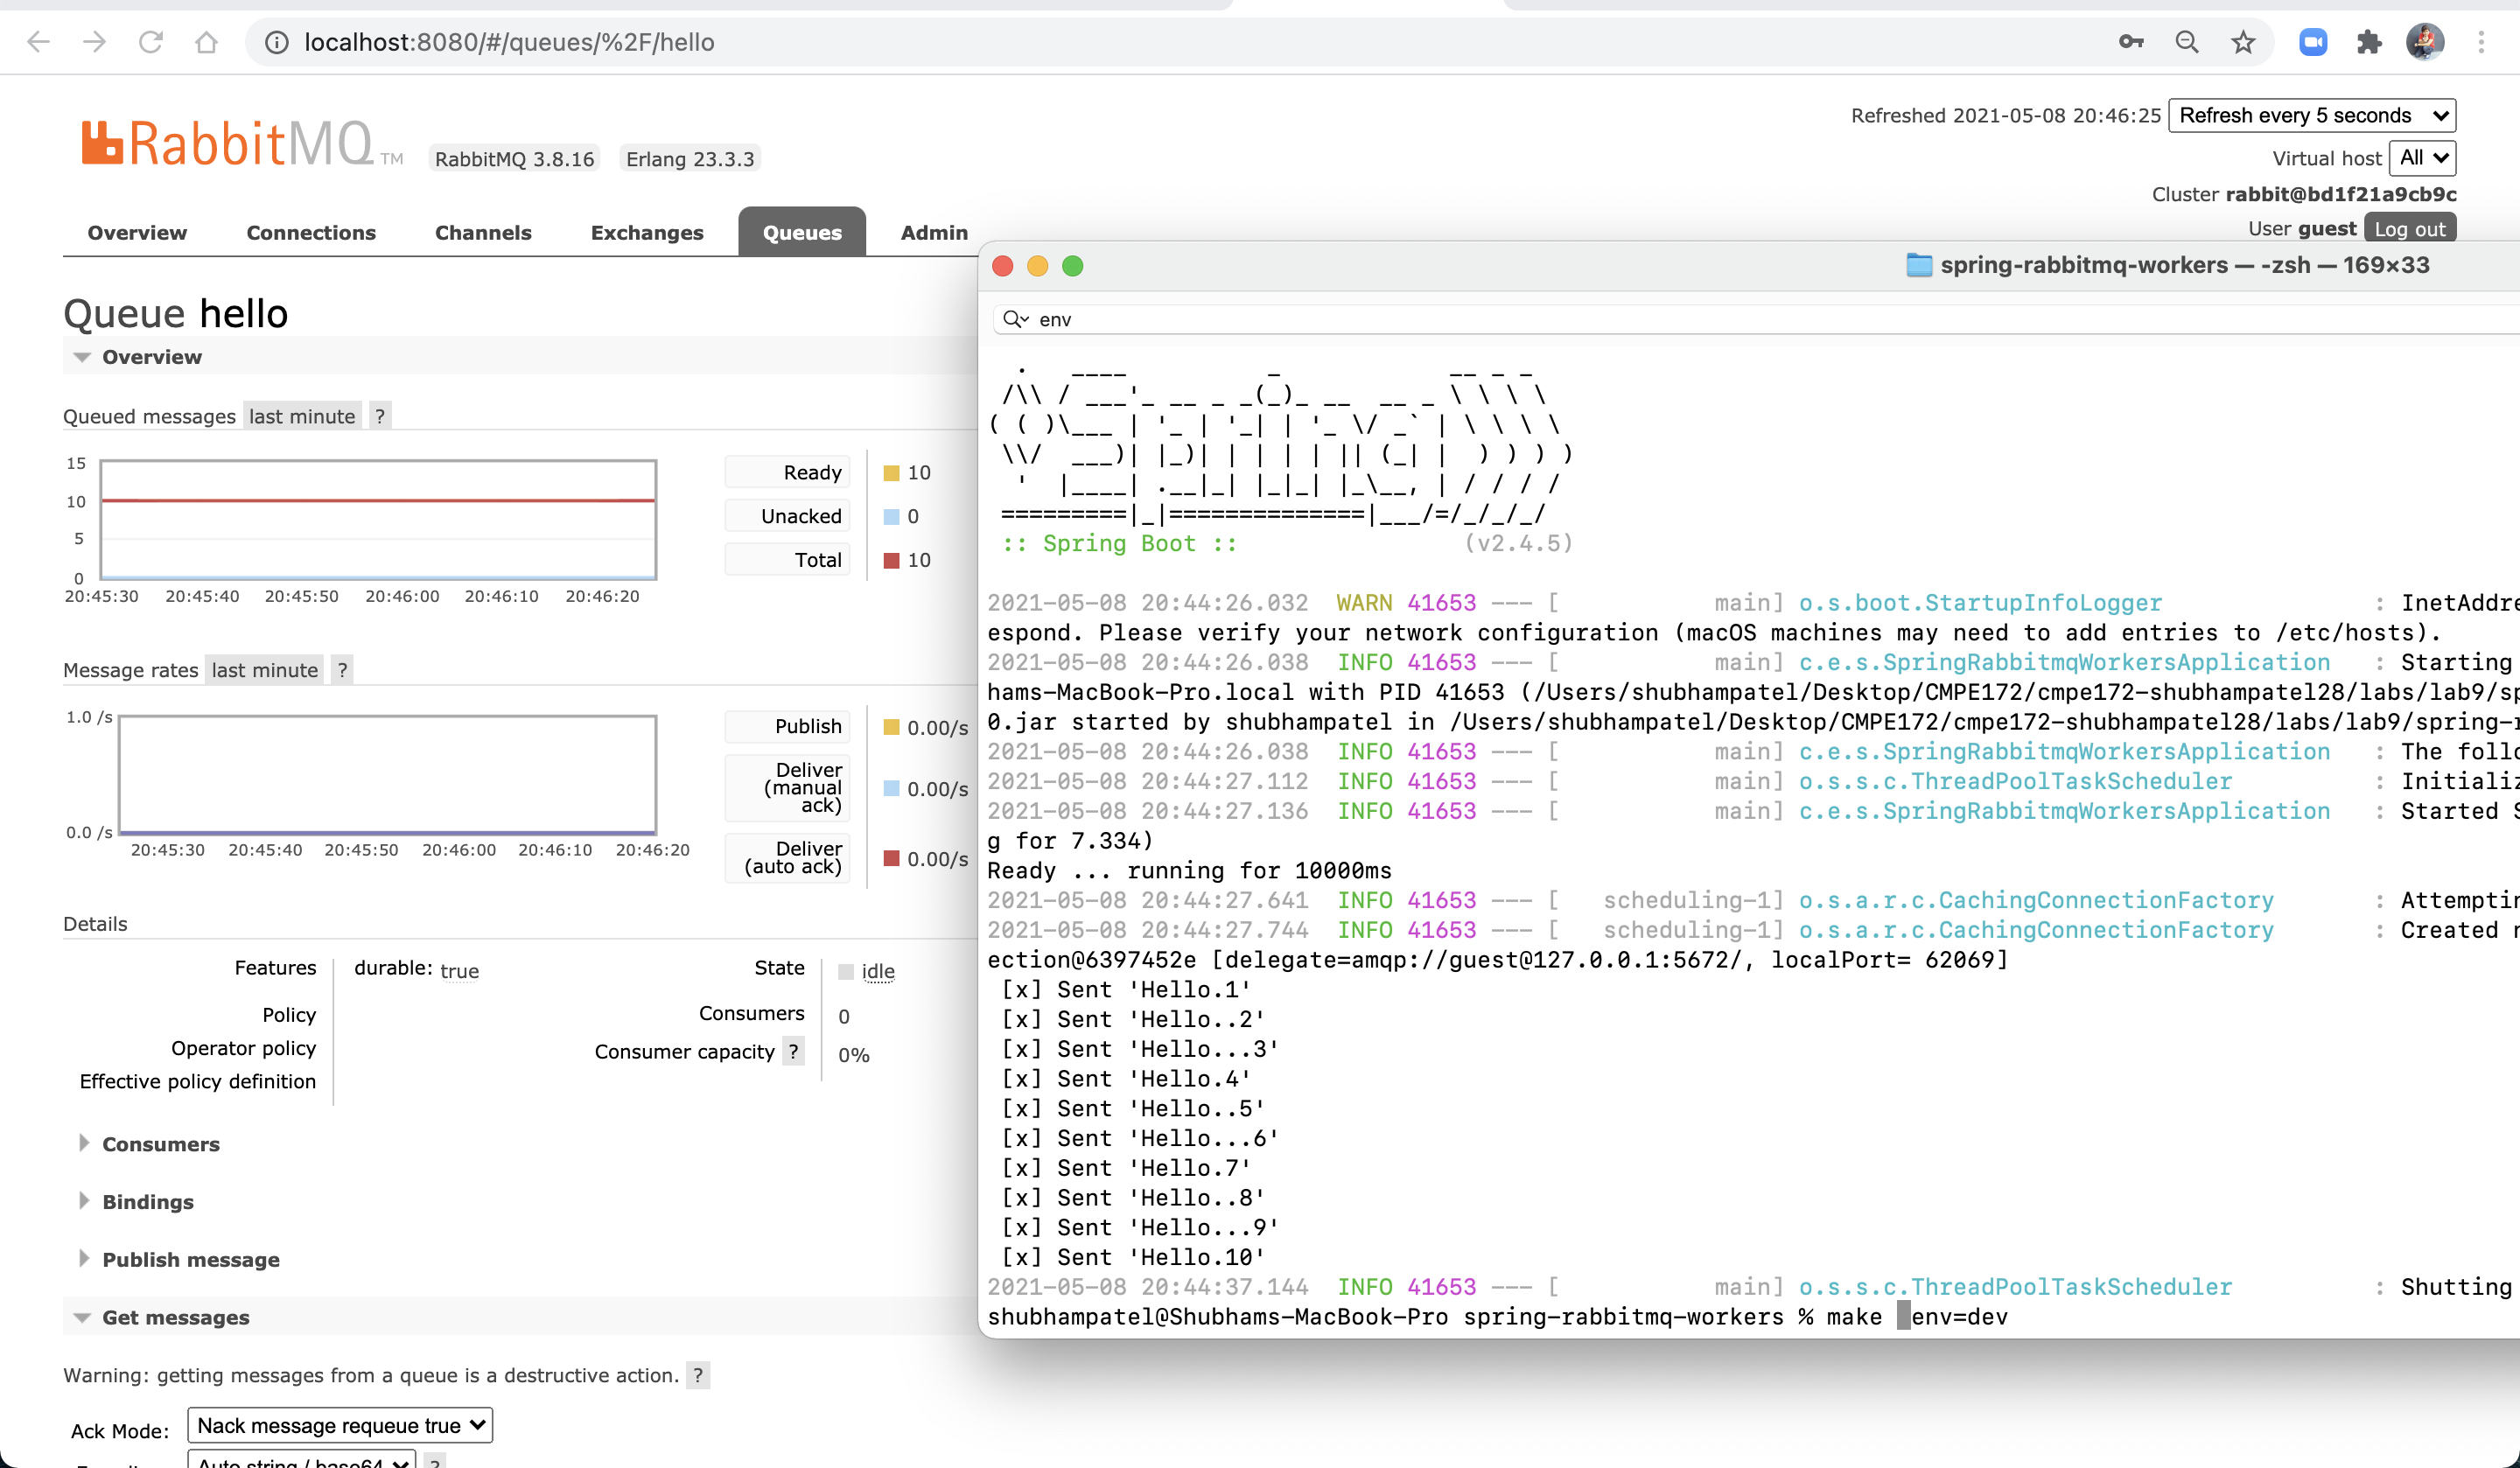 localhost:8080/#/queues/%2F/hello
RabbitMQ TM
RabbitMQ 3.8.16 Erlang 23.3.3
Refreshed 2021-05-08 20:46:25 Refresh every 5 seconds
Virtual host All
Cluster rabbit@bd1f21a9cb9c
User guest Log out
Overview Connections Channels Exchanges Queues Admin
Queue hello
Overview
Queued messages last minute ?
15
10
5
0
20:45:30 20:45:40 20:45:50 20:46:00 20:46:10 20:46:20
Ready 10
Unacked 0
Total 10
Message rates last minute ?
1.0 /s
0.0 /s
20:45:30 20:45:40 20:45:50 20:46:00 20:46:10 20:46:20
Publish 0.00/s
Deliver (manual ack) 0.00/s
Deliver (auto ack) 0.00/s
Details
Features durable: true
Policy
Operator policy
Effective policy definition
State idle
Consumers 0
Consumer capacity ? 0%
Consumers
Bindings
Publish message
Get messages
Warning: getting messages from a queue is a destructive action. ?
Ack Mode: Nack message requeue true
Auto string / base64 ?
spring-rabbitmq-workers — -zsh — 169×33
env
:: Spring Boot :: (v2.4.5)
2021-05-08 20:44:26.032 WARN 41653 --- [ main] o.s.boot.StartupInfoLogger : InetAddre
espond. Please verify your network configuration (macOS machines may need to add entries to /etc/hosts).
2021-05-08 20:44:26.038 INFO 41653 --- [ main] c.e.s.SpringRabbitmqWorkersApplication : Starting
hams-MacBook-Pro.local with PID 41653 (/Users/shubhampatel/Desktop/CMPE172/cmpe172-shubhampatel28/labs/lab9/sp
0.jar started by shubhampatel in /Users/shubhampatel/Desktop/CMPE172/cmpe172-shubhampatel28/labs/lab9/spring-r
2021-05-08 20:44:26.038 INFO 41653 --- [ main] c.e.s.SpringRabbitmqWorkersApplication : The follo
2021-05-08 20:44:27.112 INFO 41653 --- [ main] o.s.s.c.ThreadPoolTaskScheduler : Initializ
2021-05-08 20:44:27.136 INFO 41653 --- [ main] c.e.s.SpringRabbitmqWorkersApplication : Started S
g for 7.334)
Ready ... running for 10000ms
2021-05-08 20:44:27.641 INFO 41653 --- [ scheduling-1] o.s.a.r.c.CachingConnectionFactory : Attemptin
2021-05-08 20:44:27.744 INFO 41653 --- [ scheduling-1] o.s.a.r.c.CachingConnectionFactory : Created n
ection@6397452e [delegate=amqp://guest@127.0.0.1:5672/, localPort= 62069]
[x] Sent 'Hello.1'
[x] Sent 'Hello..2'
[x] Sent 'Hello...3'
[x] Sent 'Hello.4'
[x] Sent 'Hello..5'
[x] Sent 'Hello...6'
[x] Sent 'Hello.7'
[x] Sent 'Hello..8'
[x] Sent 'Hello...9'
[x] Sent 'Hello.10'
2021-05-08 20:44:37.144 INFO 41653 --- [ main] o.s.s.c.ThreadPoolTaskScheduler : Shutting
shubhampatel@Shubhams-MacBook-Pro spring-rabbitmq-workers % make env=dev